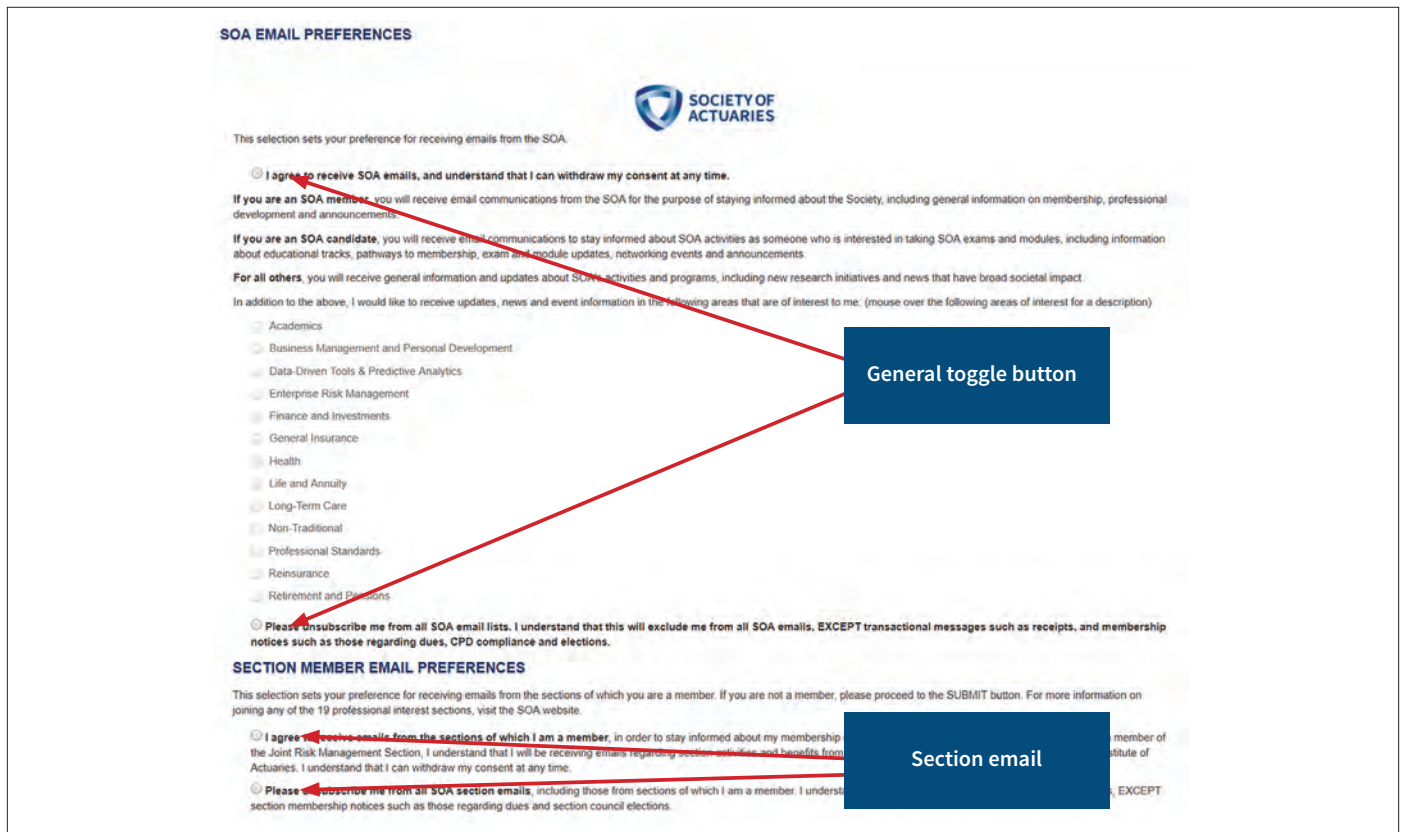 SOA EMAIL PREFERENCES
SOCIETY OF
ACTUARIES
This selection sets your preference for receiving emails from the SOA.
I agree to receive SOA emails, and understand that I can withdraw my consent at any time.
If you are an SOA member, you will receive email communications from the SOA for the purpose of staying informed about the Society, including general information on membership, professional
development and announcements.
If you are an SOA candidate, you will receive email communications to stay informed about SOA activities as someone who is interested in taking SOA exams and modules, including information
about educational tracks, pathways to membership, exam and module updates, networking events and announcements.
For all others, you will receive general information and updates about SOA's activities and programs, including new research initiatives and news that have broad societal impact.
In addition to the above, I would like to receive updates, news and event information in the following areas that are of interest to me: (mouse over the following areas of interest for a description)
Academics
Business Management and Personal Development
Data-Driven Tools & Predictive Analytics
General toggle button
Enterprise Risk Management
Finance and Investments
General Insurance
Health
Life and Annuity
Long-Term Care
Non-Traditional
Professional Standards
Reinsurance
Retirement and Pensions
Please unsubscribe me from all SOA email lists. I understand that this will exclude me from all SOA emails, EXCEPT transactional messages such as receipts, and membership
notices such as those regarding dues, CPD compliance and elections.
SECTION MEMBER EMAIL PREFERENCES
This selection sets your preference for receiving emails from the sections of which you are a member. If you are not a member, please proceed to the SUBMIT button. For more information on
joining any of the 19 professional interest sections, visit the SOA website.
I agree to receive emails from the sections of which I am a member, in order to stay informed about my membership member of
the Joint Risk Management Section, I understand that I will be receiving emails regarding section activities and benefits from stitute of
Actuaries. I understand that I can withdraw my consent at any time.
Section email
Please unsubscribe me from all SOA section emails, including those from sections of which I am a member. I underst , EXCEPT
section membership notices such as those regarding dues and section council elections.